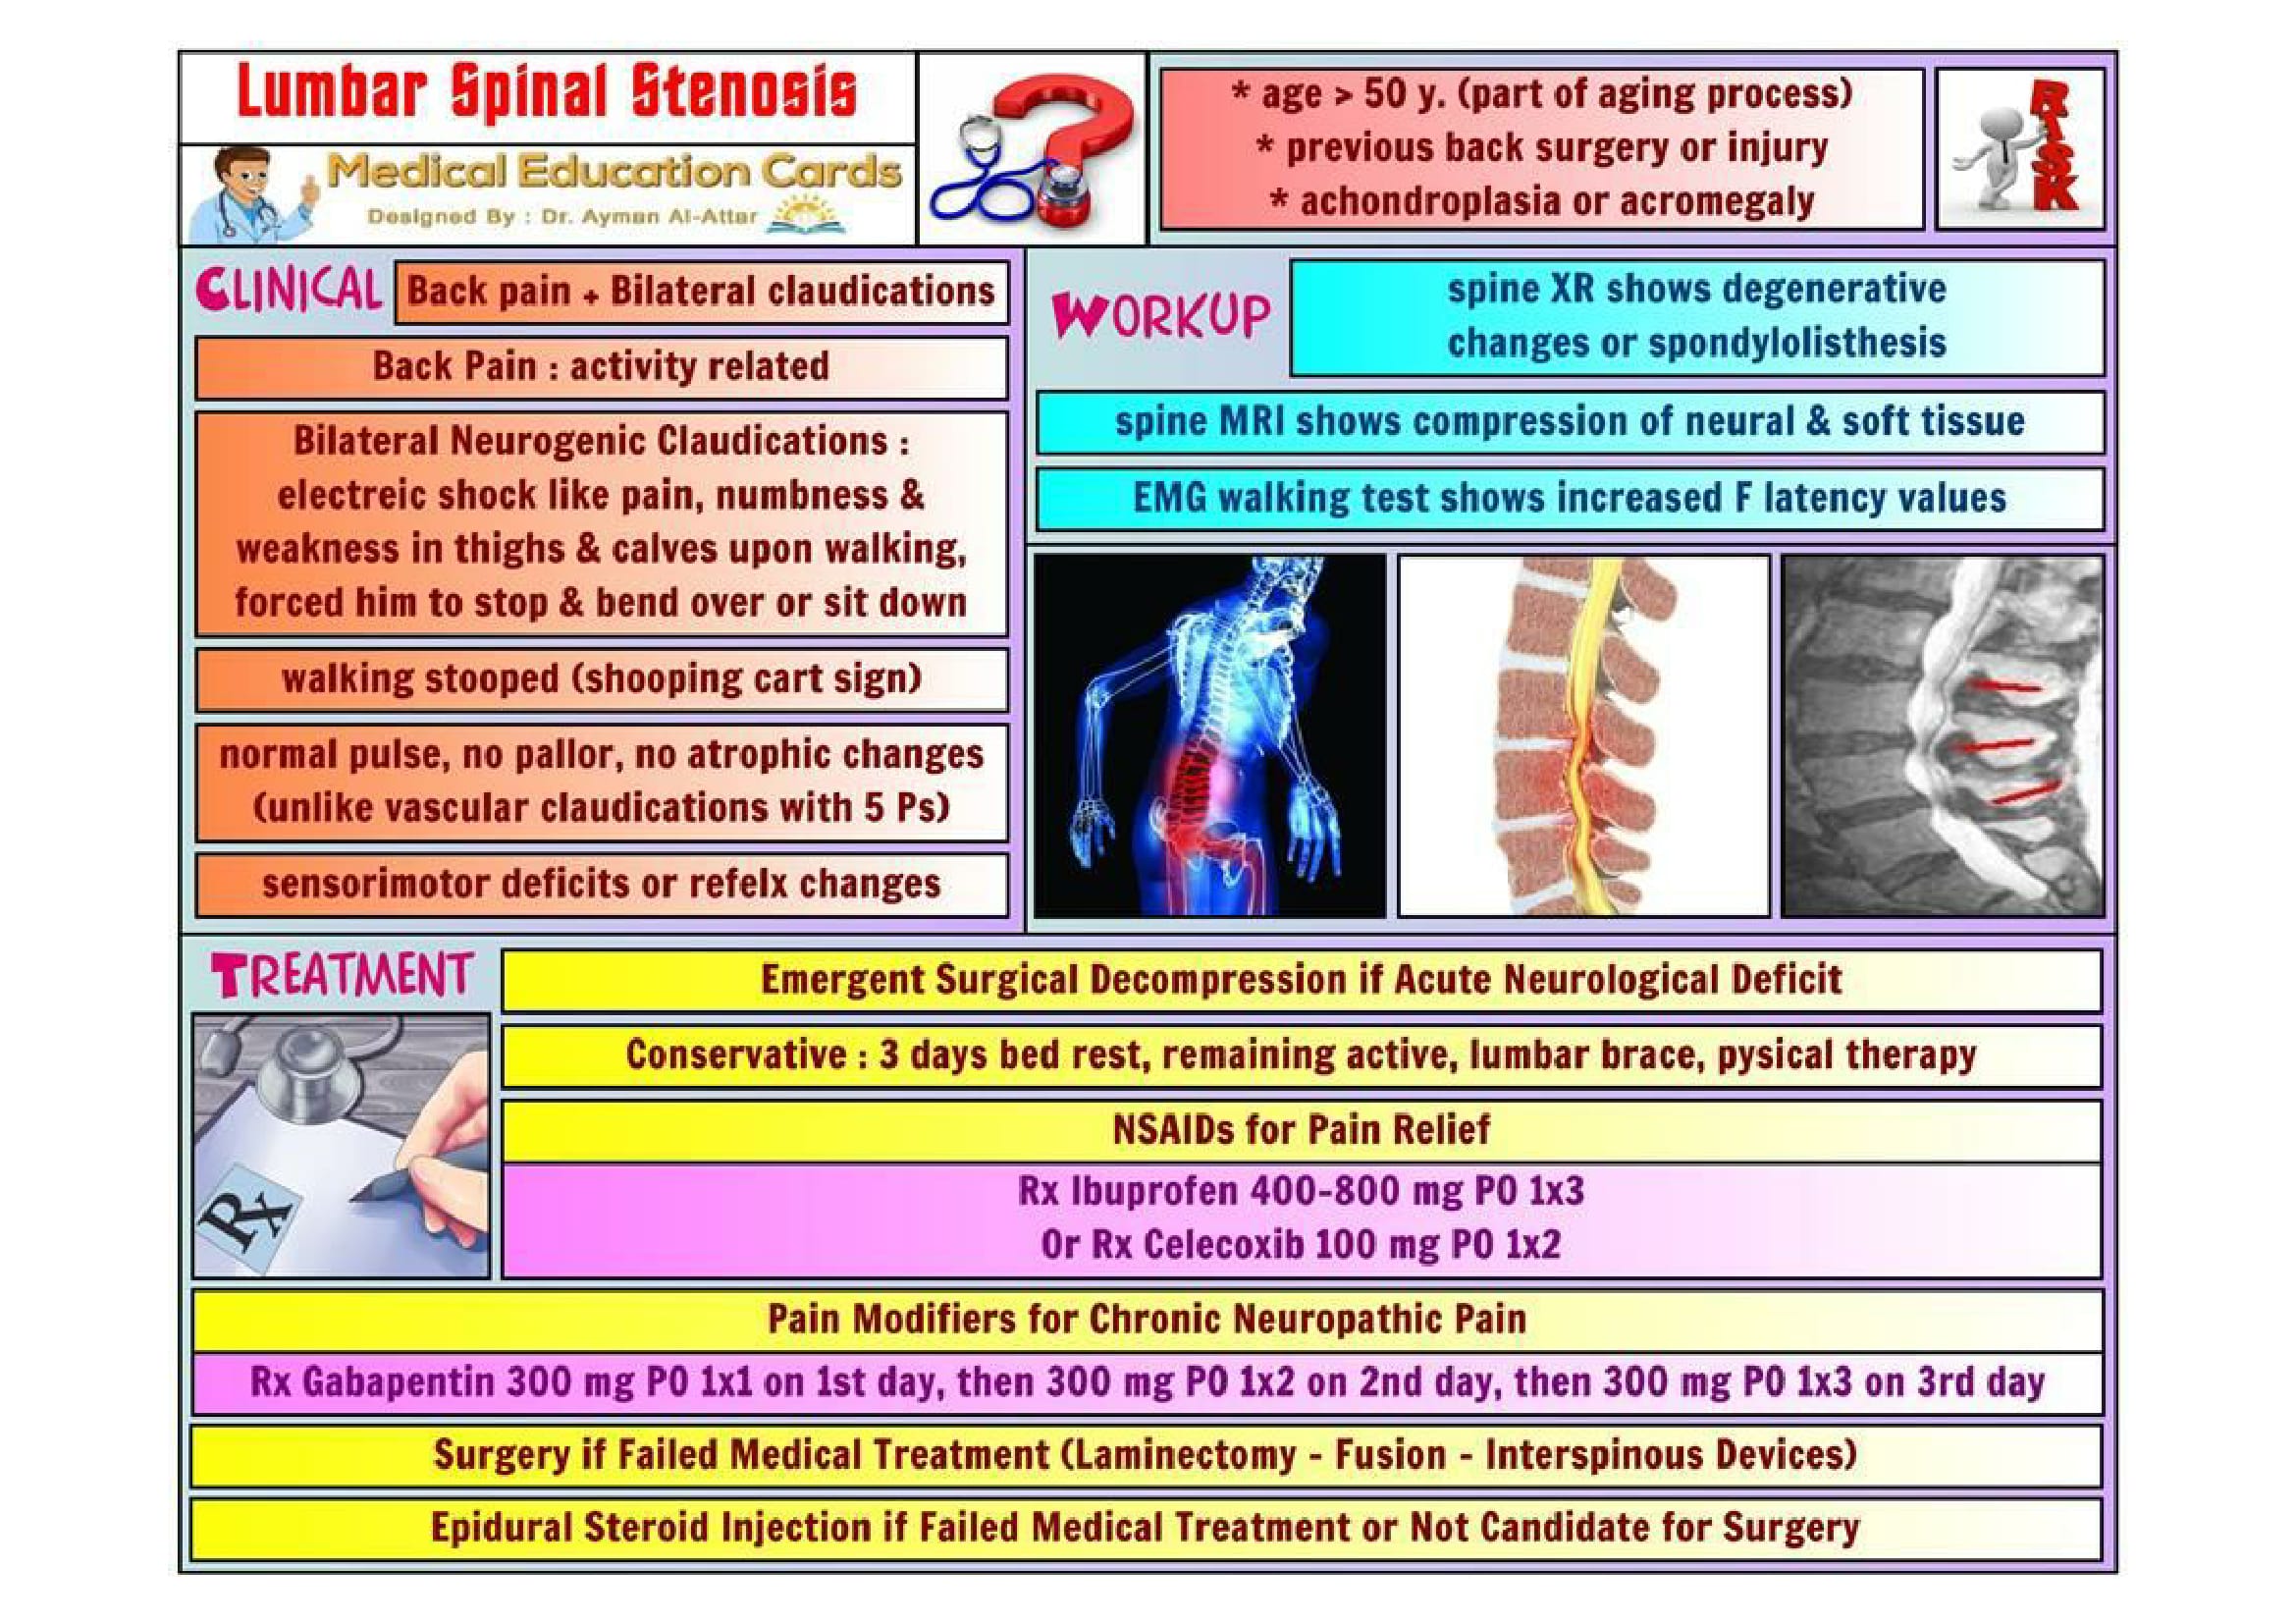 Lumbar Spinal Stenosis
Medical Education Cards
Designed By : Dr. Ayman Al-Attar
* age > 50 y. (part of aging process)
* previous back surgery or injury
* achondroplasia or acromegaly
RISK
CLINICAL
Back pain + Bilateral claudications
Back Pain : activity related
Bilateral Neurogenic Claudications :
electreic shock like pain, numbness &
weakness in thighs & calves upon walking,
forced him to stop & bend over or sit down
walking stooped (shooping cart sign)
normal pulse, no pallor, no atrophic changes
(unlike vascular claudications with 5 Ps)
sensorimotor deficits or refelx changes
WORKUP
spine XR shows degenerative
changes or spondylolisthesis
spine MRI shows compression of neural & soft tissue
EMG walking test shows increased F latency values
TREATMENT
Emergent Surgical Decompression if Acute Neurological Deficit
Conservative : 3 days bed rest, remaining active, lumbar brace, pysical therapy
NSAIDs for Pain Relief
Rx Ibuprofen 400-800 mg PO 1x3
Or Rx Celecoxib 100 mg PO 1x2
Rx
Pain Modifiers for Chronic Neuropathic Pain
Rx Gabapentin 300 mg PO 1x1 on 1st day, then 300 mg PO 1x2 on 2nd day, then 300 mg PO 1x3 on 3rd day
Surgery if Failed Medical Treatment (Laminectomy - Fusion - Interspinous Devices)
Epidural Steroid Injection if Failed Medical Treatment or Not Candidate for Surgery